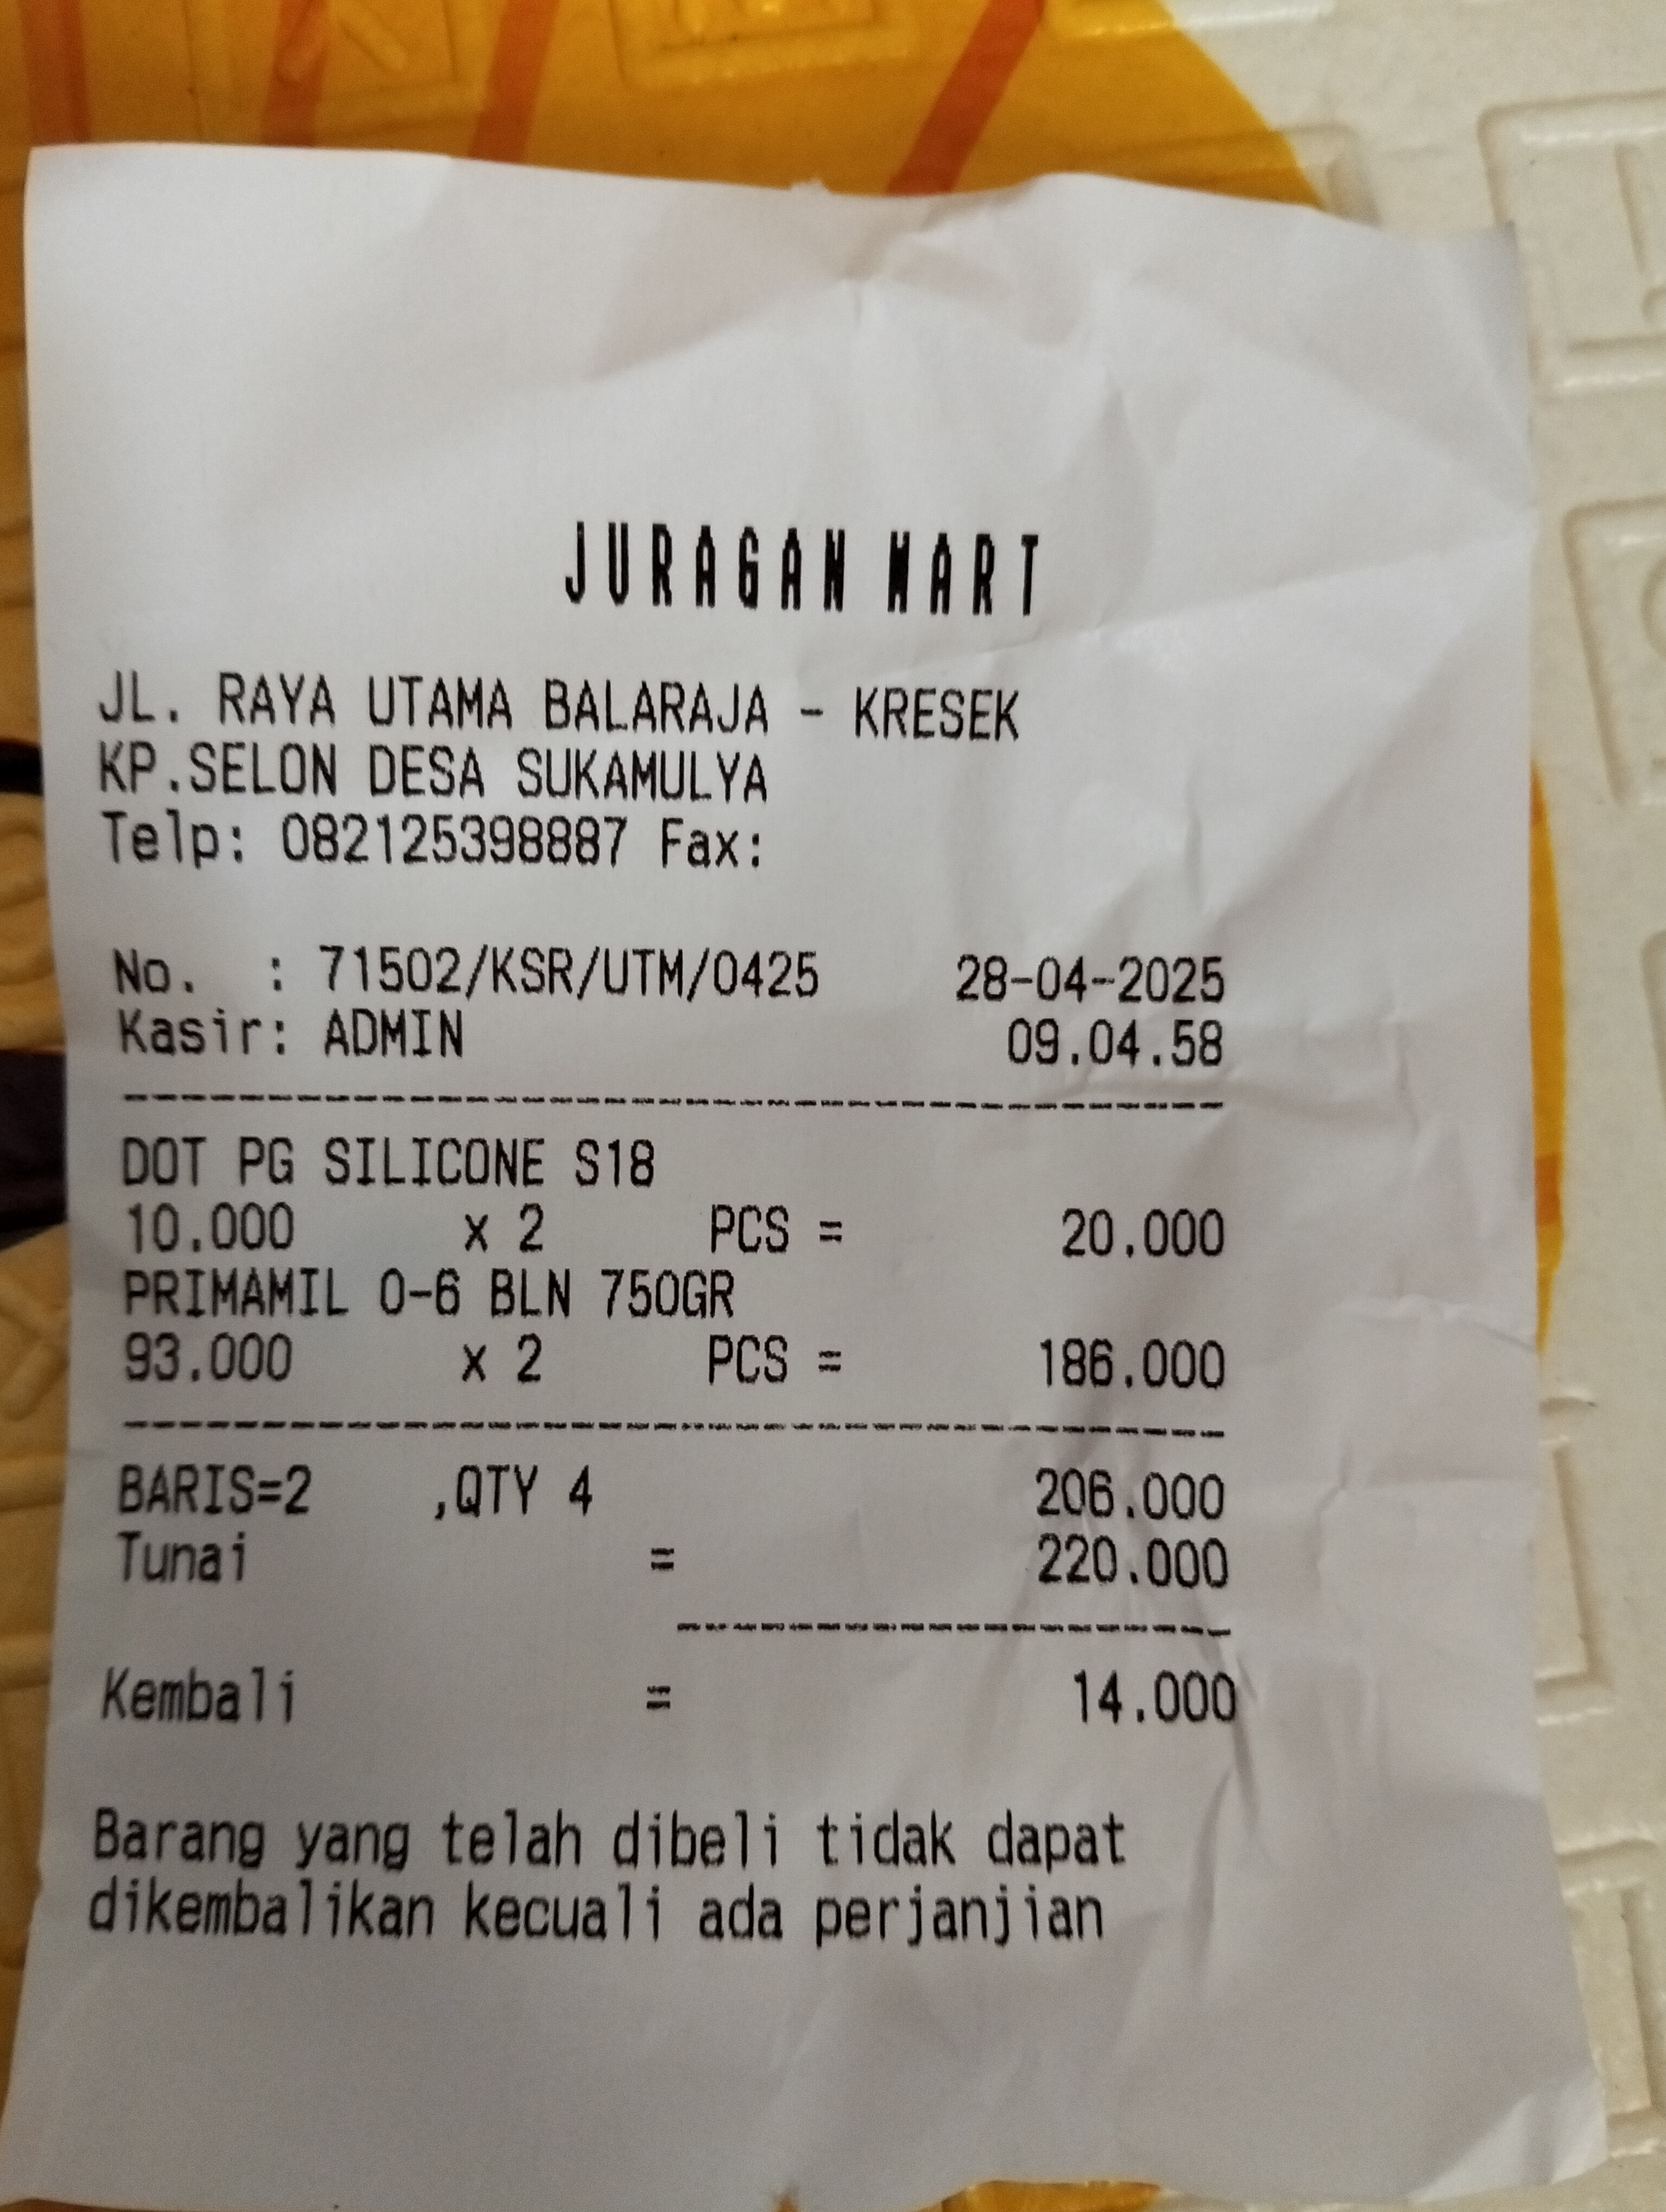 JURAGAN MART
JL. RAYA UTAMA BALARAJA - KRESEK
KP.SELON DESA SUKAMULYA
Telp: 082125398887 Fax:
No. : 71502/KSR/UTM/0425 28-04-2025
Kasir: ADMIN 09.04.58
DOT PG SILICONE S18
10.000 x 2 PCS = 20.000
PRIMAMIL 0-6 BLN 750GR
93.000 x 2 PCS = 186.000
BARIS=2 ,QTY 4 206.000
Tunai = 220.000
Kembali = 14.000
Barang yang telah dibeli tidak dapat
dikembalikan kecuali ada perjanjian